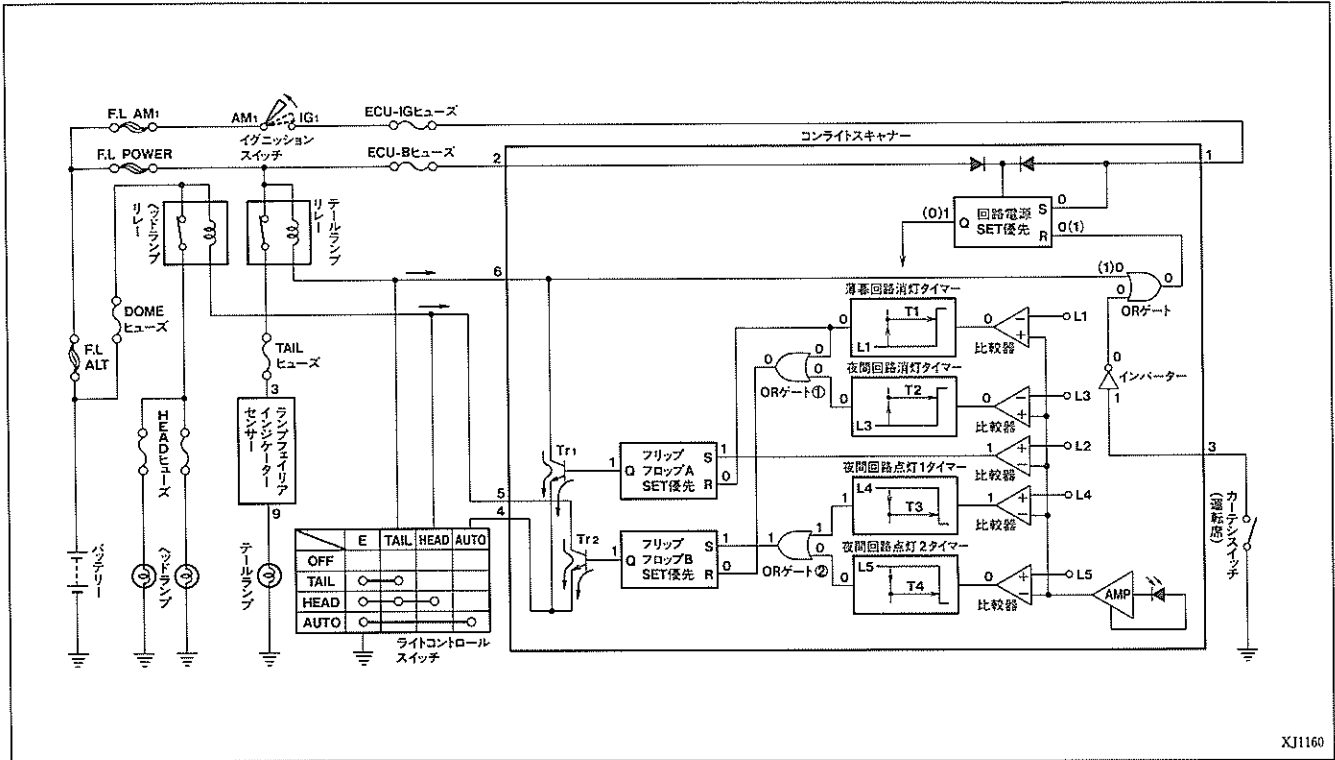 F.L AM1
AM1
IG1
イグニッション
スイッチ
ECU-IGヒューズ
F.L POWER
ECU-Bヒューズ
コンライトスキャナー
2
1
ヘッドランプ
リレー
テールランプ
リレー
(0)1
Q
回路電源
SET優先
S
R
0
0(1)
6
(1)0
0
0
ORゲート
DOME
ヒューズ
F.L
ALT
TAIL
ヒューズ
3
薄暮回路消灯タイマー
0
T1
L1
0
比較器
L1
0
0
0
ORゲート①
夜間回路消灯タイマー
T2
L3
0
比較器
L3
0
インバーター
1
HEADヒューズ
ランプフェイリア
インジケーター
センサー
9
Tr1
1
Q
フリップ
フロップA
SET優先
S
R
1
0
1
比較器
L2
3
5
4
夜間回路点灯1タイマー
L4
T3
1
1
比較器
L4
カーテシスイッチ
(運転席)
Tr2
1
Q
フリップ
フロップB
SET優先
S
R
1
0
1
1
0
ORゲート②
夜間回路点灯2タイマー
L5
T4
0
0
比較器
L5
AMP
バッテリー
ヘッドランプ
テールランプ
E TAIL HEAD AUTO
OFF
TAIL
HEAD
AUTO
ライトコントロール
スイッチ
XJ1160